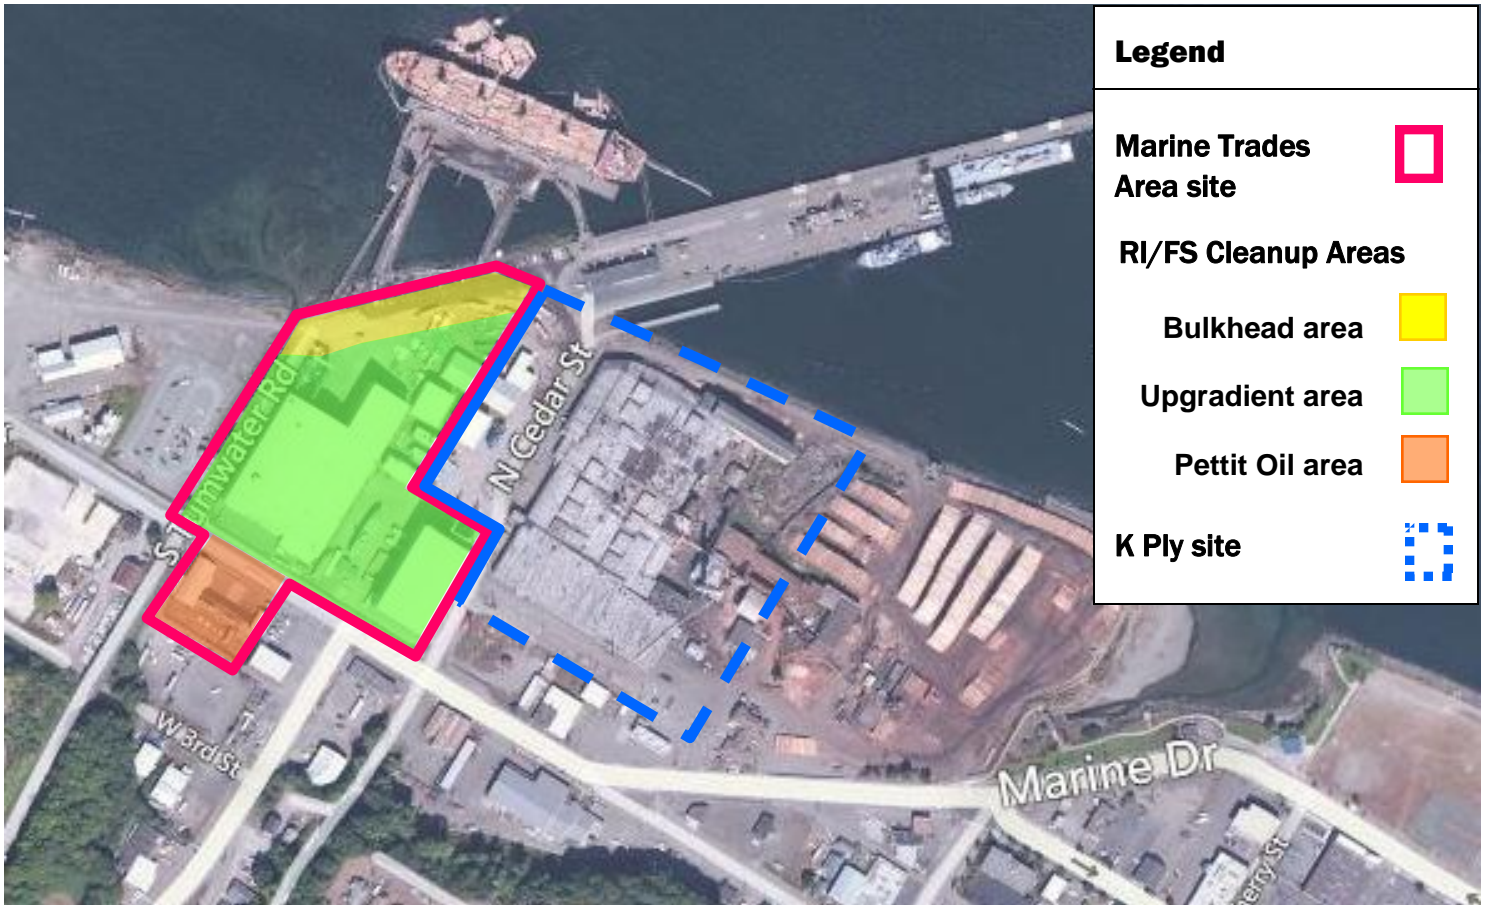 Legend
Marine Trades
Area site
RI/FS Cleanup Areas
Bulkhead area
Upgradient area
Pettit Oil area
K Ply site
N Cedar St
W 3rd St
Marine Dr